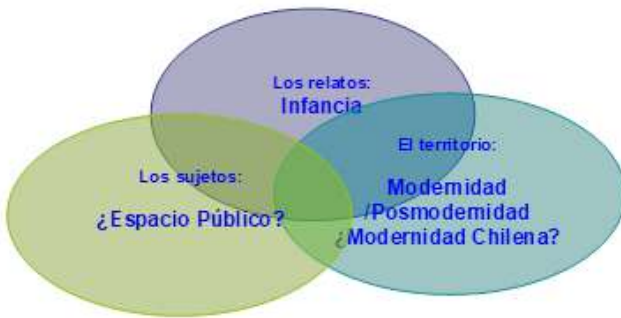 Los relatos:
Infancia
El territorio:
Modernidad
/Posmodernidad
¿Modernidad Chilena?
Los sujetos:
¿Espacio Público?